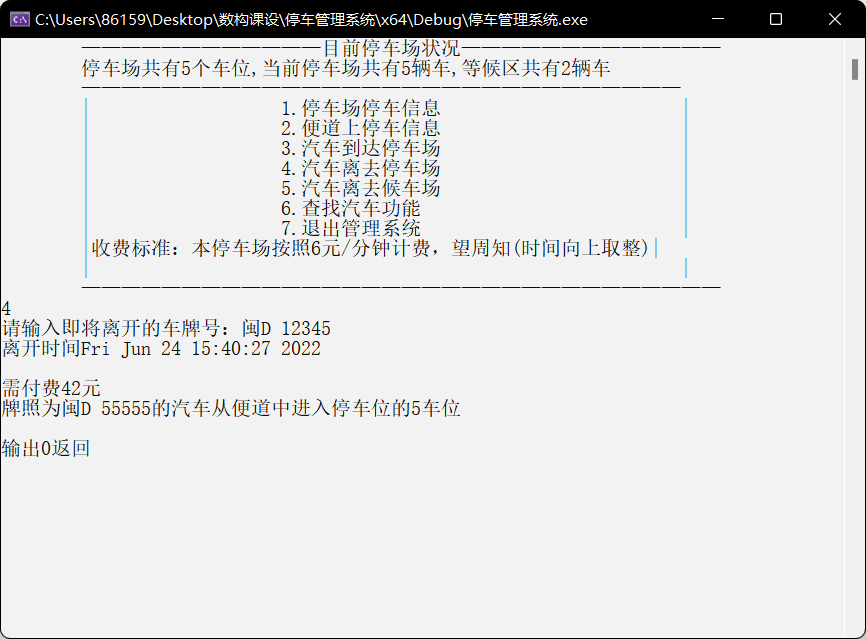 C:\Users\86159\Desktop\数构课设\停车管理系统\x64\Debug\停车管理系统.exe
————————————目前停车场状况—————————————
停车场共有5个车位,当前停车场共有5辆车,等候区共有2辆车
——————————————————————————————
1.停车场停车信息
2.便道上停车信息
3.汽车到达停车场
4.汽车离去停车场
5.汽车离去候车场
6.查找汽车功能
7.退出管理系统
收费标准：本停车场按照6元/分钟计费，望周知(时间向上取整)
————————————————————————————————
4
请输入即将离开的车牌号：闽D 12345
离开时间Fri Jun 24 15:40:27 2022
需付费42元
牌照为闽D 55555的汽车从便道中进入停车位的5车位
输出0返回